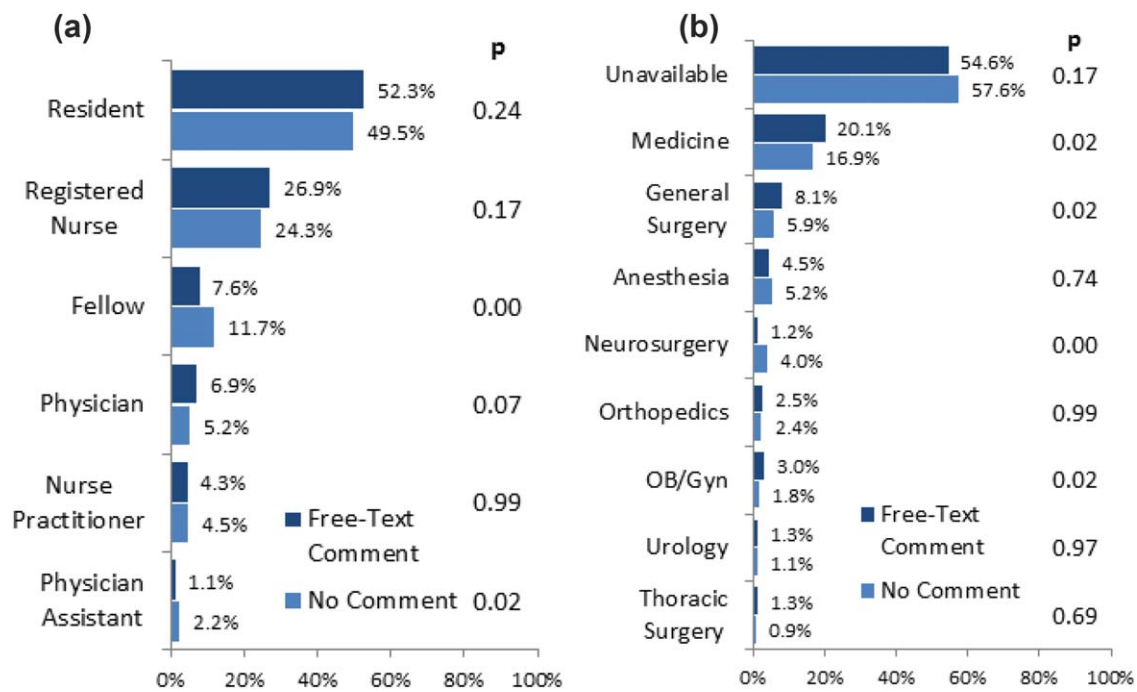 (a)
p
Resident
52.3%
49.5%
0.24
Registered
Nurse
26.9%
24.3%
0.17
Fellow
7.6%
11.7%
0.00
Physician
6.9%
5.2%
0.07
Nurse
Practitioner
4.3%
4.5%
0.99
Physician
Assistant
1.1%
2.2%
0.02
Free-Text
Comment
No Comment
0% 20% 40% 60% 80% 100%
(b)
p
Unavailable
54.6%
57.6%
0.17
Medicine
20.1%
16.9%
0.02
General
Surgery
8.1%
5.9%
0.02
Anesthesia
4.5%
5.2%
0.74
Neurosurgery
1.2%
4.0%
0.00
Orthopedics
2.5%
2.4%
0.99
OB/Gyn
3.0%
1.8%
0.02
Urology
1.3%
1.1%
0.97
Thoracic
Surgery
1.3%
0.9%
0.69
Free-Text
Comment
No Comment
0% 20% 40% 60% 80% 100%